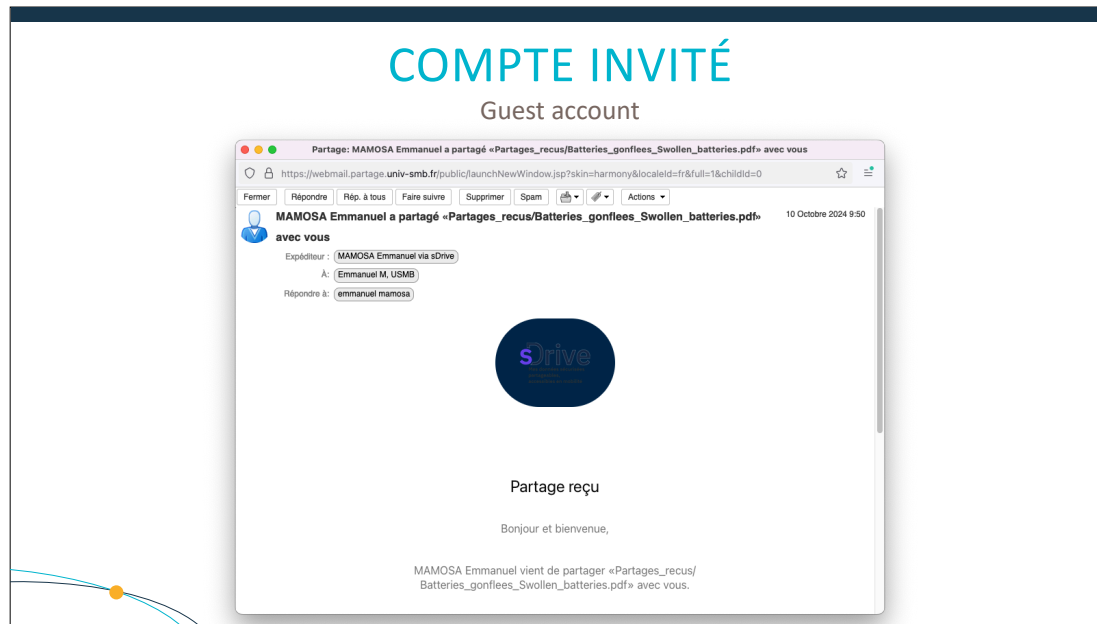 COMPTE INVITÉ
Guest account
Partage: MAMOSA Emmanuel a partagé «Partages_recus/Batteries_gonflees_Swollen_batteries.pdf» avec vous
https://webmail.partage.univ-smb.fr/public/launchNewWindow.jsp?skin=harmony&localeId=fr&full=1&childId=0
Fermer Répondre Rép. à tous Faire suivre Supprimer Spam Actions
MAMOSA Emmanuel a partagé «Partages_recus/Batteries_gonflees_Swollen_batteries.pdf» 10 Octobre 2024 9:50
avec vous
Expéditeur : MAMOSA Emmanuel via sDrive
À: Emmanuel M, USMB
Répondre à: emmanuel mamosa
sDrive
Partage reçu
Bonjour et bienvenue,
MAMOSA Emmanuel vient de partager «Partages_recus/
Batteries_gonflees_Swollen_batteries.pdf» avec vous.